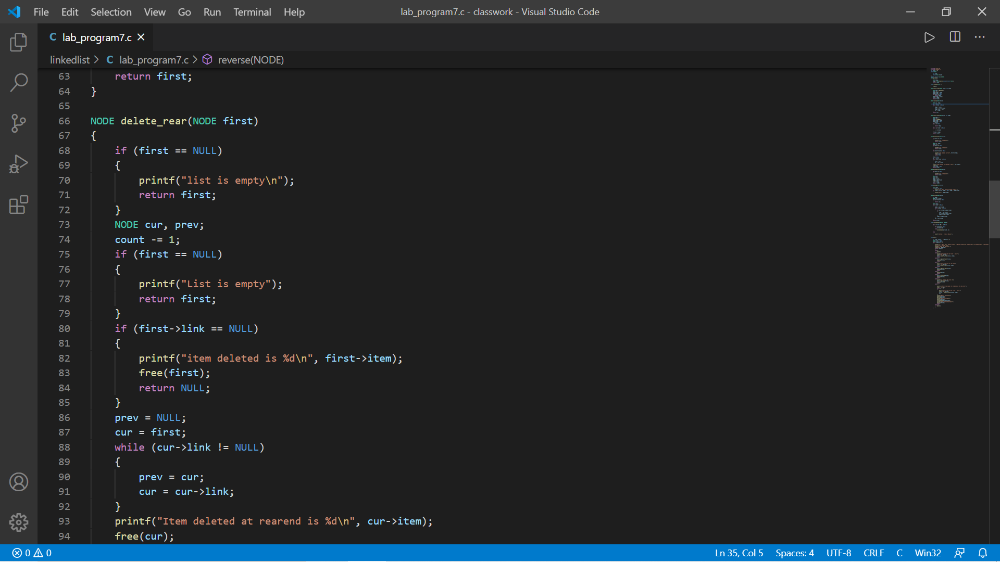 File Edit Selection View Go Run Terminal Help lab_program7.c - classwork - Visual Studio Code
C lab_program7.c
linkedlist > C lab_program7.c > reverse(NODE)
63 return first;
64 }
65
66 NODE delete_rear(NODE first)
67 {
68 if (first == NULL)
69 {
70 printf("list is empty\n");
71 return first;
72 }
73 NODE cur, prev;
74 count -= 1;
75 if (first == NULL)
76 {
77 printf("List is empty");
78 return first;
79 }
80 if (first->link == NULL)
81 {
82 printf("item deleted is %d\n", first->item);
83 free(first);
84 return NULL;
85 }
86 prev = NULL;
87 cur = first;
88 while (cur->link != NULL)
89 {
90 prev = cur;
91 cur = cur->link;
92 }
93 printf("Item deleted at rearend is %d\n", cur->item);
94 free(cur);
0 0 Ln 35, Col 5 Spaces: 4 UTF-8 CRLF C Win32